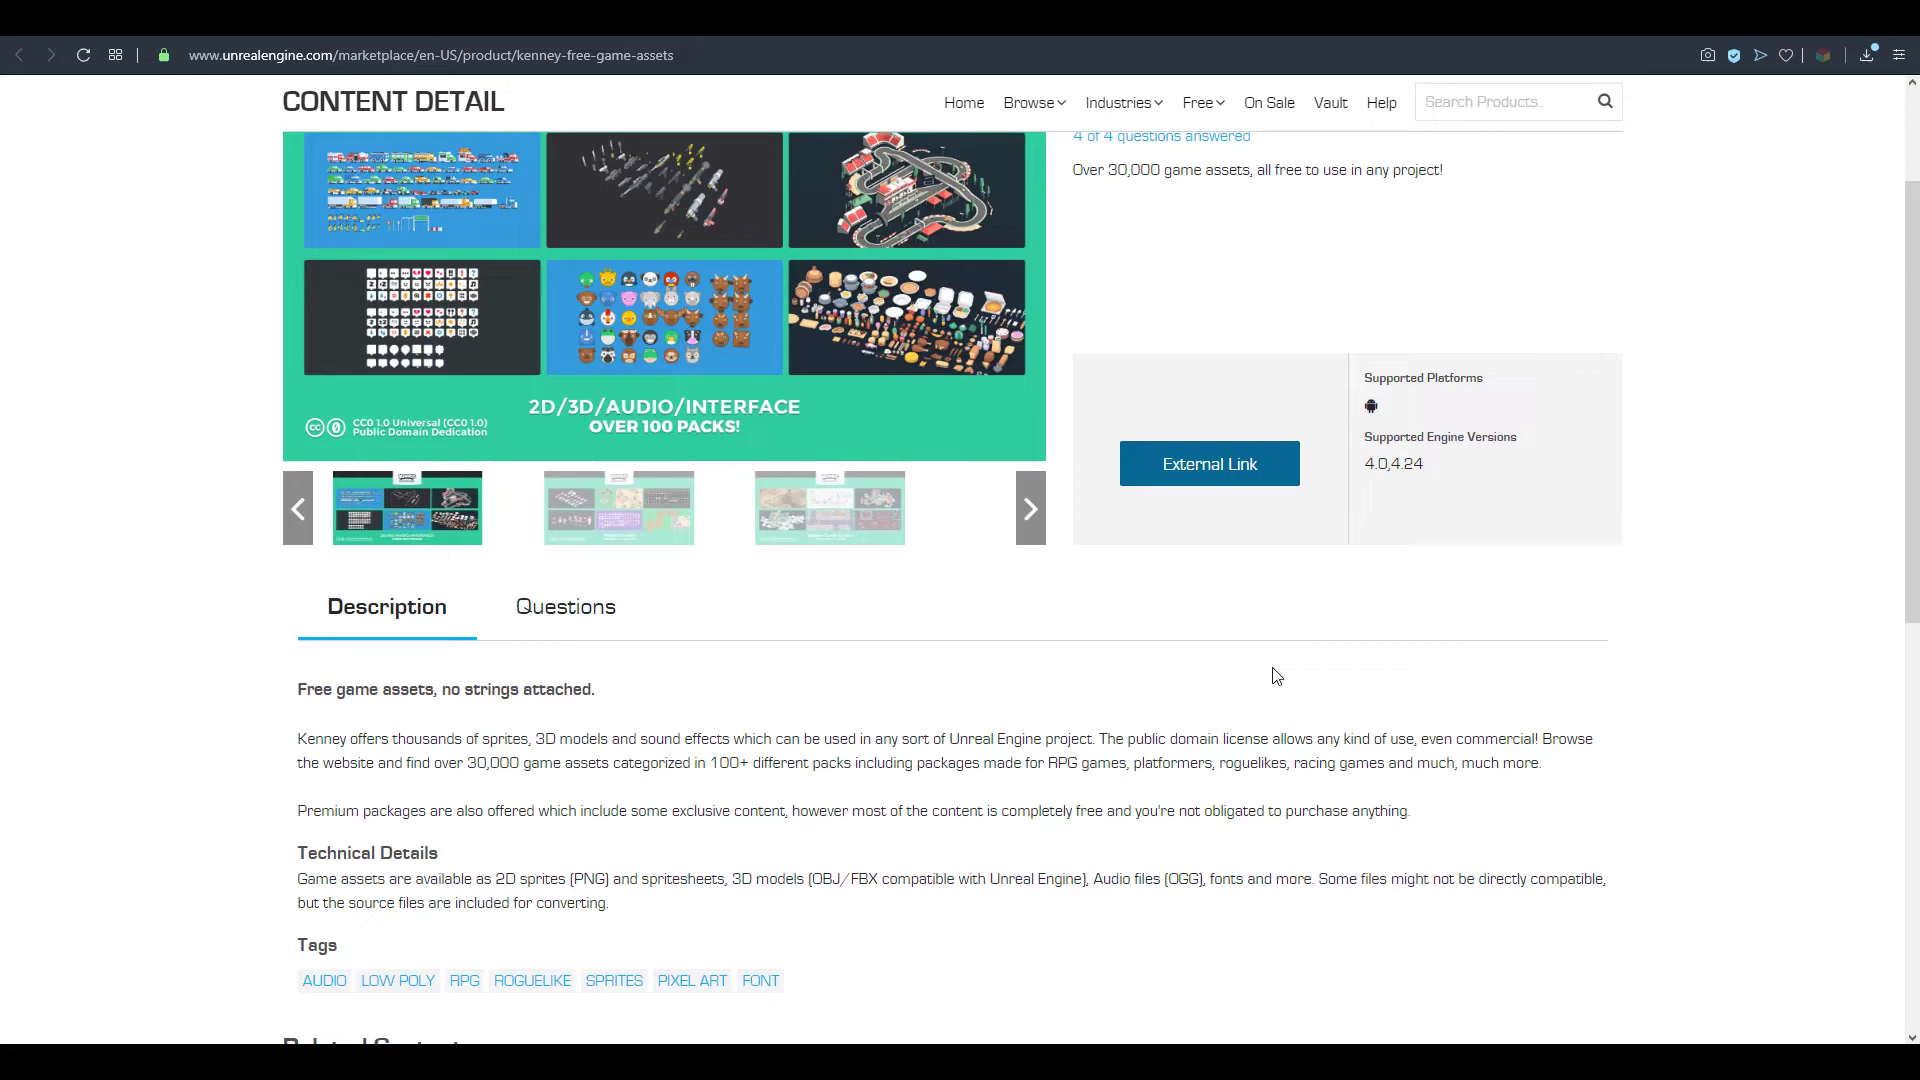 www.unrealengine.com/marketplace/en-US/product/kenney-free-game-assets
CONTENT DETAIL
Home Browse Industries Free On Sale Vault Help Search Products..
4 of 4 questions answered
Over 30,000 game assets, all free to use in any project!
2D/3D/AUDIO/INTERFACE
OVER 100 PACKS!
CC0 1.0 Universal (CC0 1.0)
Public Domain Dedication
External Link
Supported Platforms
Supported Engine Versions
4.0,4.24
Description Questions
Free game assets, no strings attached.
Kenney offers thousands of sprites, 3D models and sound effects which can be used in any sort of Unreal Engine project. The public domain license allows any kind of use, even commercial! Browse
the website and find over 30,000 game assets categorized in 100+ different packs including packages made for RPG games, platformers, roguelikes, racing games and much, much more.
Premium packages are also offered which include some exclusive content, however most of the content is completely free and you're not obligated to purchase anything.
Technical Details
Game assets are available as 2D sprites (PNG) and spritesheets, 3D models (OBJ/FBX compatible with Unreal Engine), Audio files (OGG), fonts and more. Some files might not be directly compatible,
but the source files are included for converting.
Tags
AUDIO LOW POLY RPG ROGUELIKE SPRITES PIXEL ART FONT